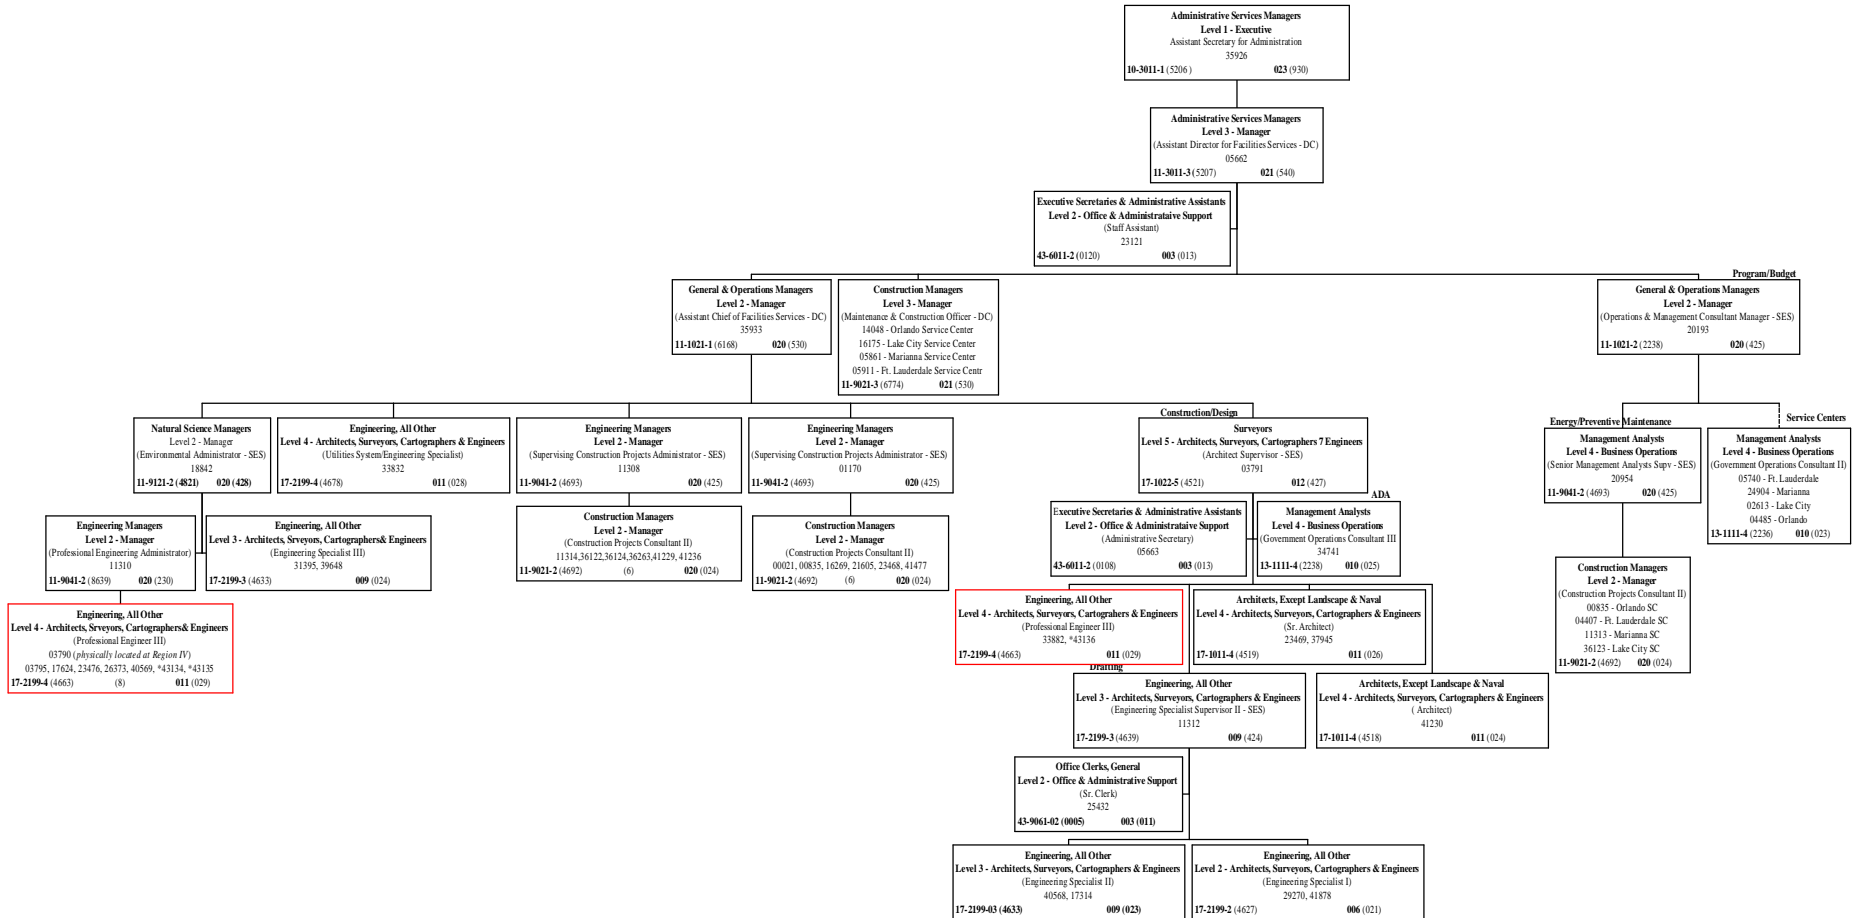 Administrative Services Managers
Level 1 - Executive
Assistant Secretary for Administration
35926
10-3011-1 (5206 ) 023 (930)
Administrative Services Managers
Level 3 - Manager
(Assistant Director for Facilities Services - DC)
05662
11-3011-3 (5207) 021 (540)
Executive Secretaries & Administrative Assistants
Level 2 - Office & Administrataive Support
(Staff Assistant)
23121
43-6011-2 (0120) 003 (013)
General & Operations Managers
Level 2 - Manager
(Assistant Chief of Facilities Services - DC)
35933
11-1021-1 (6168) 020 (530)
Construction Managers
Level 3 - Manager
(Maintenance & Construction Officer - DC)
14048 - Orlando Service Center
16175 - Lake City Service Center
05861 - Marianna Service Center
05911 - Ft. Lauderdale Service Centr
11-9021-3 (6774) 021 (530)
Program/Budget
General & Operations Managers
Level 2 - Manager
(Operations & Management Consultant Manager - SES)
20193
11-1021-2 (2238) 020 (425)
Natural Science Managers
Level 2 - Manager
(Environmental Administrator - SES)
18842
11-9121-2 (4821) 020 (428)
Engineering, All Other
Level 4 - Architects, Surveyors, Cartographers & Engineers
(Utilities System/Engineering Specialist)
33832
17-2199-4 (4678) 011 (028)
Engineering Managers
Level 2 - Manager
(Supervising Construction Projects Administrator - SES)
11308
11-9041-2 (4693) 020 (425)
Engineering Managers
Level 2 - Manager
(Supervising Construction Projects Administrator - SES)
01170
11-9041-2 (4693) 020 (425)
Construction/Design
Surveyors
Level 5 - Architects, Surveyors, Cartographers 7 Engineers
(Architect Supervisor - SES)
03791
17-1022-5 (4521) 012 (427)
Energy/Preventive Maintenance
Management Analysts
Level 4 - Business Operations
(Senior Management Analysts Supv - SES)
20954
11-9041-2 (4693) 020 (425)
Service Centers
Management Analysts
Level 4 - Business Operations
(Government Operations Consultant II)
05740 - Ft. Lauderdale
24904 - Marianna
02613 - Lake City
04485 - Orlando
13-1111-4 (2236) 010 (023)
Engineering Managers
Level 2 - Manager
(Professional Engineering Administrator)
11310
11-9041-2 (8639) 020 (230)
Engineering, All Other
Level 3 - Architects, Srveyors, Cartographers& Engineers
(Engineering Specialist III)
31395, 39648
17-2199-3 (4633) 009 (024)
Construction Managers
Level 2 - Manager
(Construction Projects Consultant II)
11314,36122,36124,36263,41229, 41236
11-9021-2 (4692) (6) 020 (024)
Construction Managers
Level 2 - Manager
(Construction Projects Consultant II)
00021, 00835, 16269, 21605, 23468, 41477
11-9021-2 (4692) (6) 020 (024)
Executive Secretaries & Administrative Assistants
Level 2 - Office & Administrataive Support
(Administrative Secretary)
05663
43-6011-2 (0108) 003 (013)
ADA
Management Analysts
Level 4 - Business Operations
(Government Operations Consultant III
34741
13-1111-4 (2238) 010 (025)
Construction Managers
Level 2 - Manager
(Construction Projects Consultant II)
00835 - Orlando SC
04407 - Ft. Lauderdale SC
11313 - Marianna SC
36123 - Lake City SC
11-9021-2 (4692) 020 (024)
Engineering, All Other
Level 4 - Architects, Srveyors, Cartographers& Engineers
(Professional Engineer III)
03790 (physically located at Region IV)
03795, 17624, 23476, 26373, 40569, *43134, *43135
17-2199-4 (4663) (8) 011 (029)
Engineering, All Other
Level 4 - Architects, Surveyors, Cartograhers & Engineers
(Professional Engineer III)
33882, *43136
17-2199-4 (4663) 011 (029)
Architects, Except Landscape & Naval
Level 4 - Architects, Surveyors, Cartographers & Engineers
(Sr. Architect)
23469, 37945
17-1011-4 (4519) 011 (026)
Drafting
Engineering, All Other
Level 3 - Architects, Surveyors, Cartographers & Engineers
(Engineering Specialist Supervisor II - SES)
11312
17-2199-3 (4639) 009 (424)
Architects, Except Landscape & Naval
Level 4 - Architects, Surveyors, Cartographers & Engineers
( Architect)
41230
17-1011-4 (4518) 011 (024)
Office Clerks, General
Level 2 - Office & Administrative Support
(Sr. Clerk)
25432
43-9061-02 (0005) 003 (011)
Engineering, All Other
Level 3 - Architects, Surveyors, Cartographers & Engineers
(Engineering Specialist II)
40568, 17314
17-2199-03 (4633) 009 (023)
Engineering, All Other
Level 2 - Architects, Surveyors, Cartographers & Engineers
(Engineering Specialist I)
29270, 41878
17-2199-2 (4627) 006 (021)